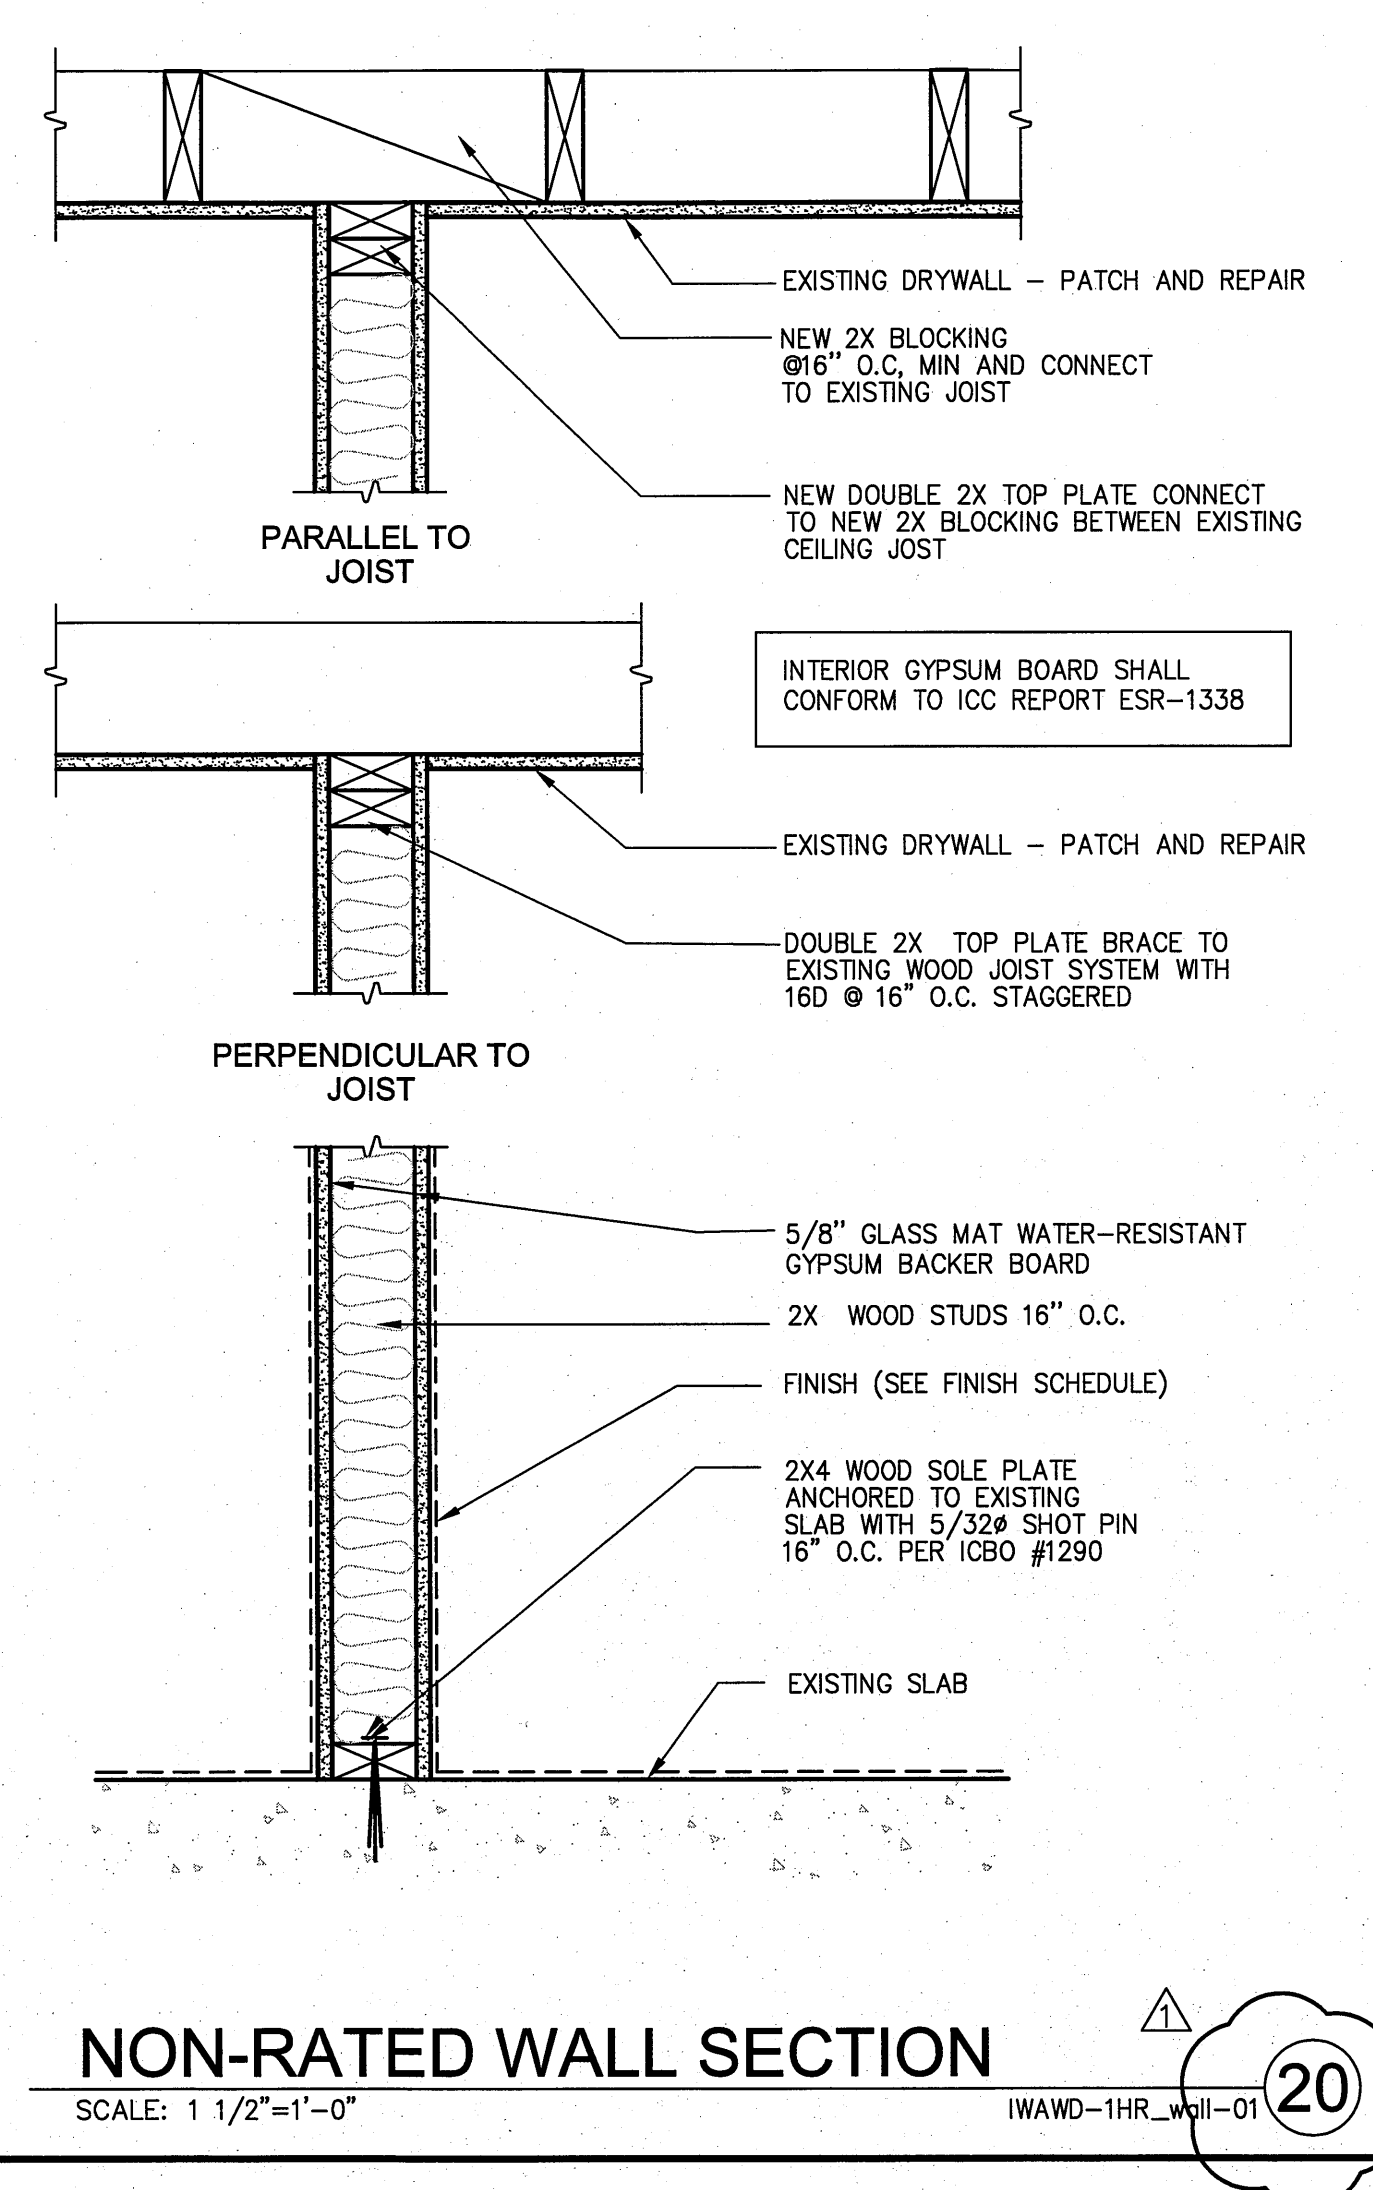 EXISTING DRYWALL – PATCH AND REPAIR
NEW 2X BLOCKING
@16" O.C, MIN AND CONNECT
TO EXISTING JOIST
NEW DOUBLE 2X TOP PLATE CONNECT
TO NEW 2X BLOCKING BETWEEN EXISTING
CEILING JOST
PARALLEL TO
JOIST
INTERIOR GYPSUM BOARD SHALL
CONFORM TO ICC REPORT ESR–1338
EXISTING DRYWALL – PATCH AND REPAIR
DOUBLE 2X TOP PLATE BRACE TO
EXISTING WOOD JOIST SYSTEM WITH
16D @ 16" O.C. STAGGERED
PERPENDICULAR TO
JOIST
5/8" GLASS MAT WATER–RESISTANT
GYPSUM BACKER BOARD
2X WOOD STUDS 16" O.C.
FINISH (SEE FINISH SCHEDULE)
2X4 WOOD SOLE PLATE
ANCHORED TO EXISTING
SLAB WITH 5/32ø SHOT PIN
16" O.C. PER ICBO #1290
EXISTING SLAB
1
NON-RATED WALL SECTION
20
SCALE: 1 1/2"=1'–0"
IWAWD–1HR_wall–01